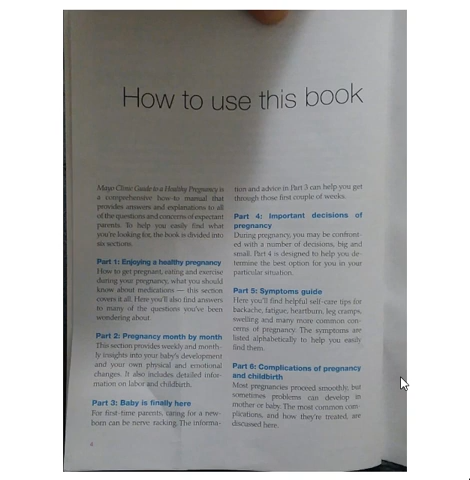 How to use this book
Mayo Clinic Guide to a Healthy Pregnancy is
a comprehensive how-to manual that
provides answers and explanations to all
of the questions and concerns of expectant
parents. To help you easily find what
you're looking for, the book is divided into
six sections.
Part 1: Enjoying a healthy pregnancy
How to get pregnant, eating and exercise
during your pregnancy, what you should
know about medications — this section
covers it all. Here you'll also find answers
to many of the questions you've been
wondering about.
Part 2: Pregnancy month by month
This section provides weekly and month-
ly insights into your baby's development
and your own physical and emotional
changes. It also includes detailed infor-
mation on labor and childbirth.
Part 3: Baby is finally here
For first-time parents, caring for a new-
born can be nerve racking. The informa-
tion and advice in Part 3 can help you get
through those first couple of weeks.
Part 4: Important decisions of
pregnancy
During pregnancy, you may be confront-
ed with a number of decisions, big and
small. Part 4 is designed to help you de-
termine the best option for you in your
particular situation.
Part 5: Symptoms guide
Here you'll find helpful self-care tips for
backache, fatigue, heartburn, leg cramps,
swelling and many more common con-
cerns of pregnancy. The symptoms are
listed alphabetically to help you easily
find them.
Part 6: Complications of pregnancy
and childbirth
Most pregnancies proceed smoothly, but
sometimes problems can develop in
mother or baby. The most common com-
plications, and how they're treated, are
discussed here.